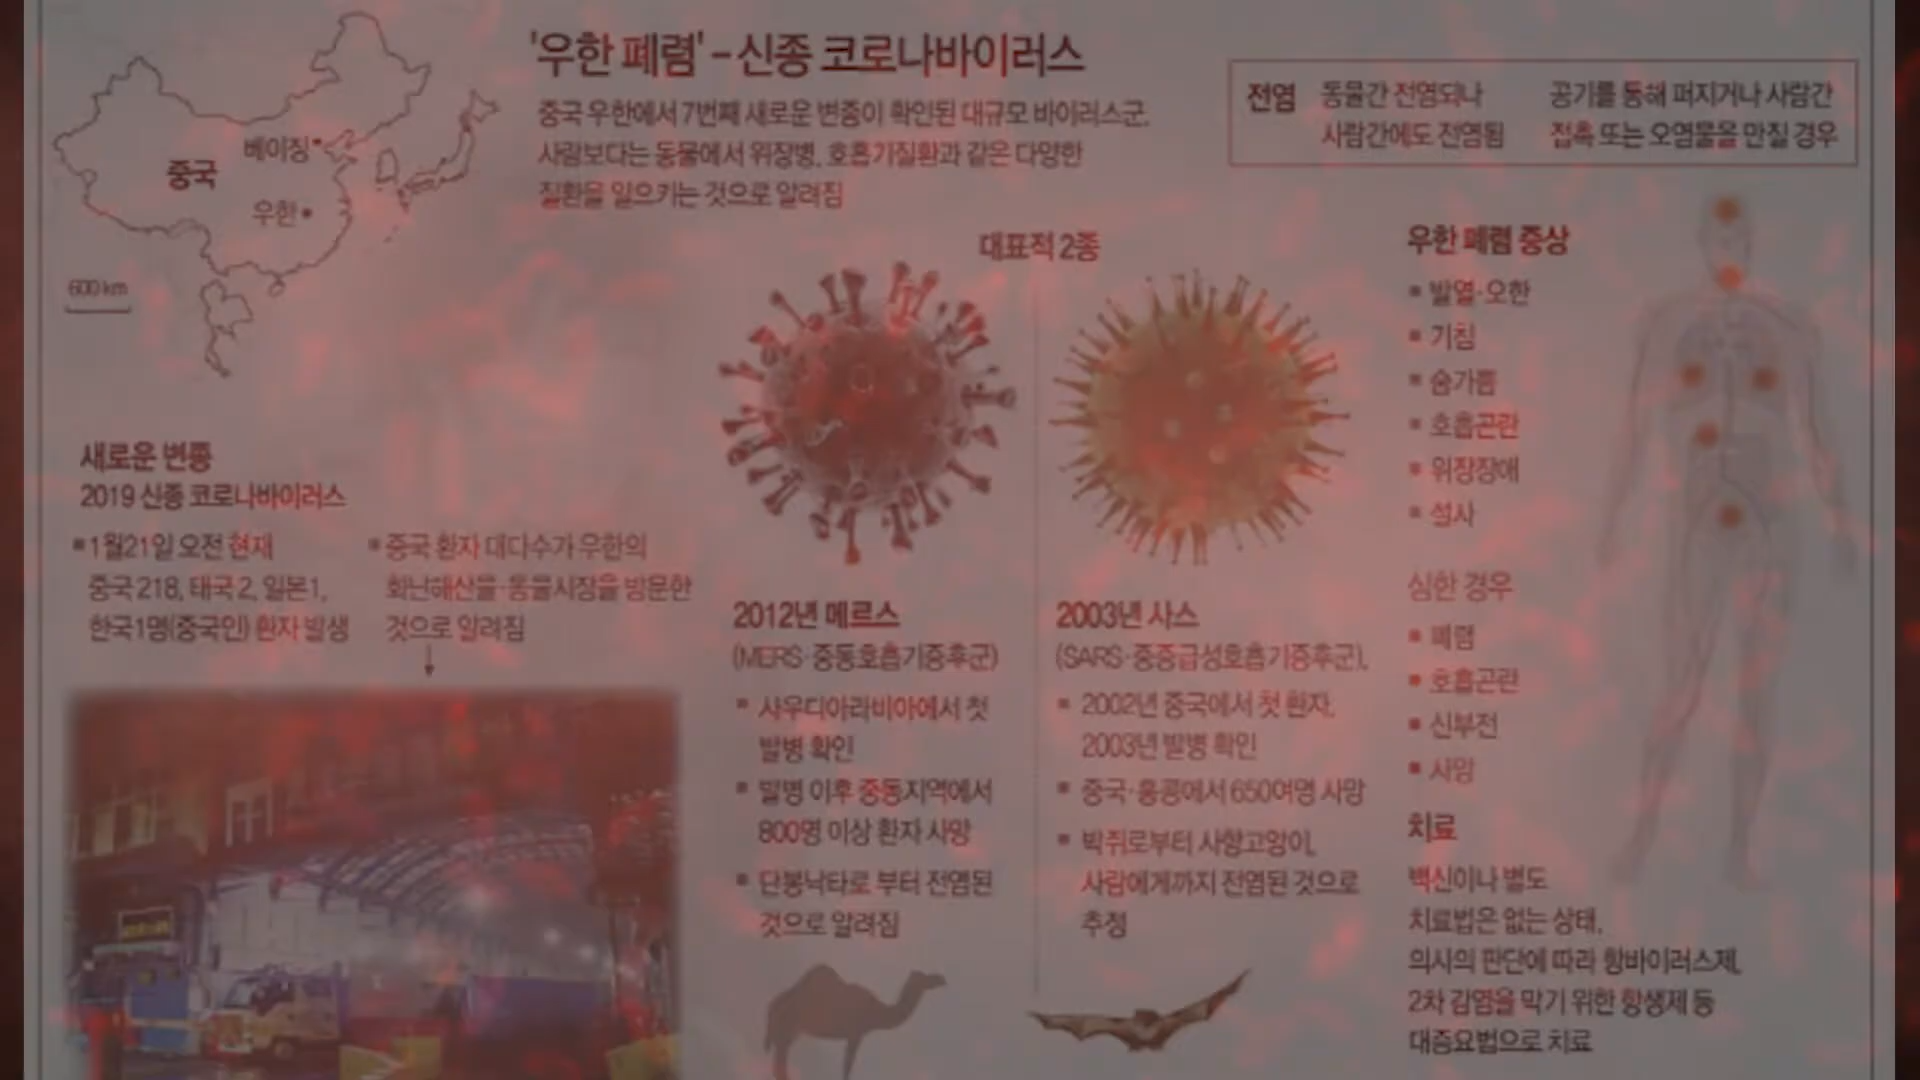 '우한 폐렴' – 신종 코로나바이러스
중국 우한에서 7번째 새로운 변종이 확인된 대규모 바이러스군.
사람보다는 동물에서 위장병, 호흡기질환과 같은 다양한
질환을 일으키는 것으로 알려짐
전염
동물간 전염되나
사람간에도 전염됨
공기를 통해 퍼지거나 사람간
접촉 또는 오염물을 만질 경우
베이징
중국
우한
600 km
새로운 변종
2019 신종 코로나바이러스
1월21일 오전 현재
중국 218, 태국 2, 일본1,
한국1명(중국인) 환자 발생
중국 환자 대다수가 우한의
화난해산물·동물시장을 방문한
것으로 알려짐
대표적 2종
2012년 메르스
(MERS·중동호흡기증후군)
사우디아라비아에서 첫
발병 확인
발병 이후 중동지역에서
800명 이상 환자 사망
단봉낙타로 부터 전염된
것으로 알려짐
2003년 사스
(SARS·중증급성호흡기증후군),
2002년 중국에서 첫 환자,
2003년 발병 확인
중국·홍콩에서 650여명 사망
박쥐로부터 사향고양이,
사람에게까지 전염된 것으로
추정
우한 폐렴 증상
발열·오한
기침
숨가쁨
호흡곤란
위장장애
설사
심한 경우
폐렴
호흡곤란
신부전
사망
치료
백신이나 별도
치료법은 없는 상태,
의사의 판단에 따라 항바이러스제,
2차 감염을 막기 위한 항생제 등
대증요법으로 치료